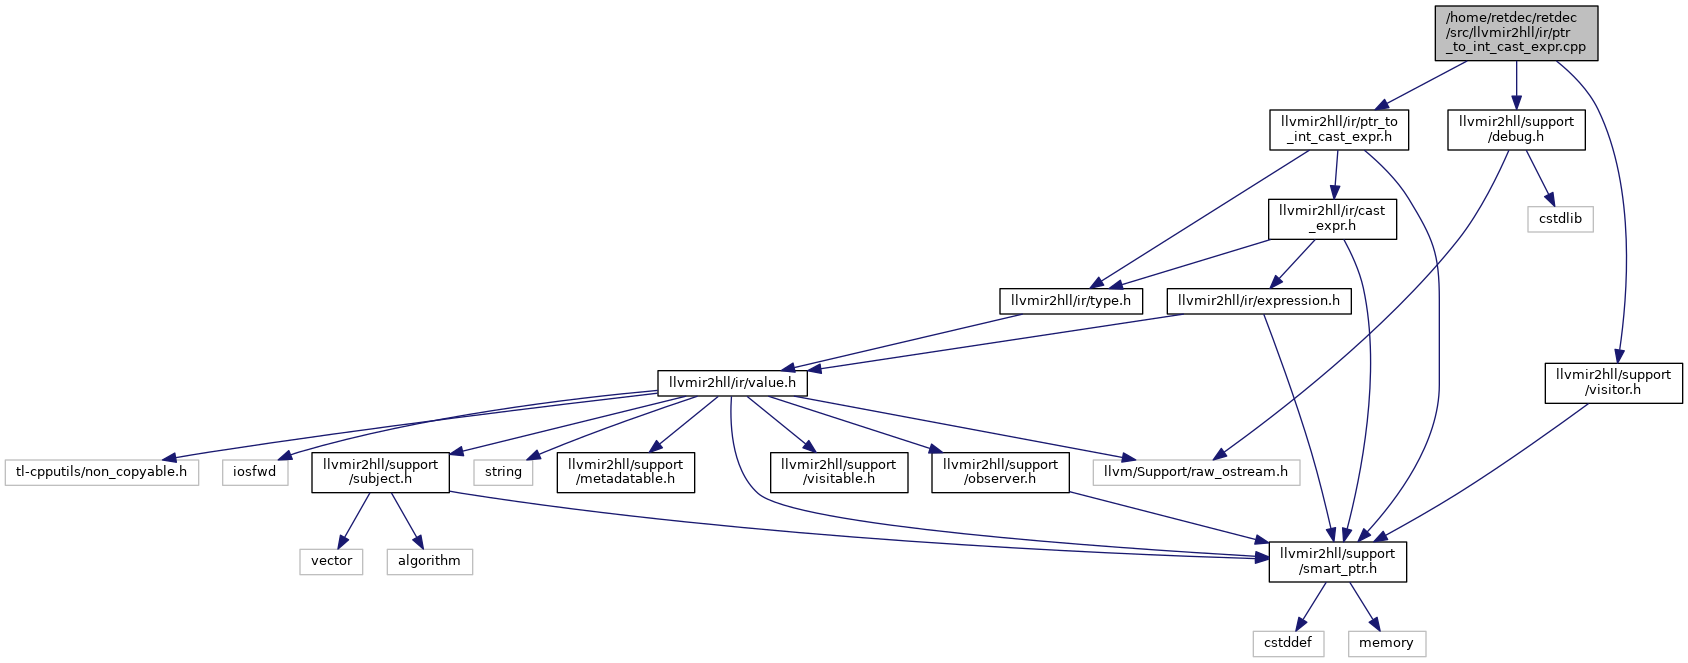 /home/retdec/retdec
/src/llvmir2hll/ir/ptr
_to_int_cast_expr.cpp
llvmir2hll/ir/ptr_to
_int_cast_expr.h
llvmir2hll/support
/debug.h
llvmir2hll/ir/cast
_expr.h
cstdlib
llvmir2hll/ir/type.h
llvmir2hll/ir/expression.h
llvmir2hll/ir/value.h
llvmir2hll/support
/visitor.h
tl-cpputils/non_copyable.h
iosfwd
llvmir2hll/support
/subject.h
string
llvmir2hll/support
/metadatable.h
llvmir2hll/support
/visitable.h
llvmir2hll/support
/observer.h
llvm/Support/raw_ostream.h
vector
algorithm
llvmir2hll/support
/smart_ptr.h
cstddef
memory